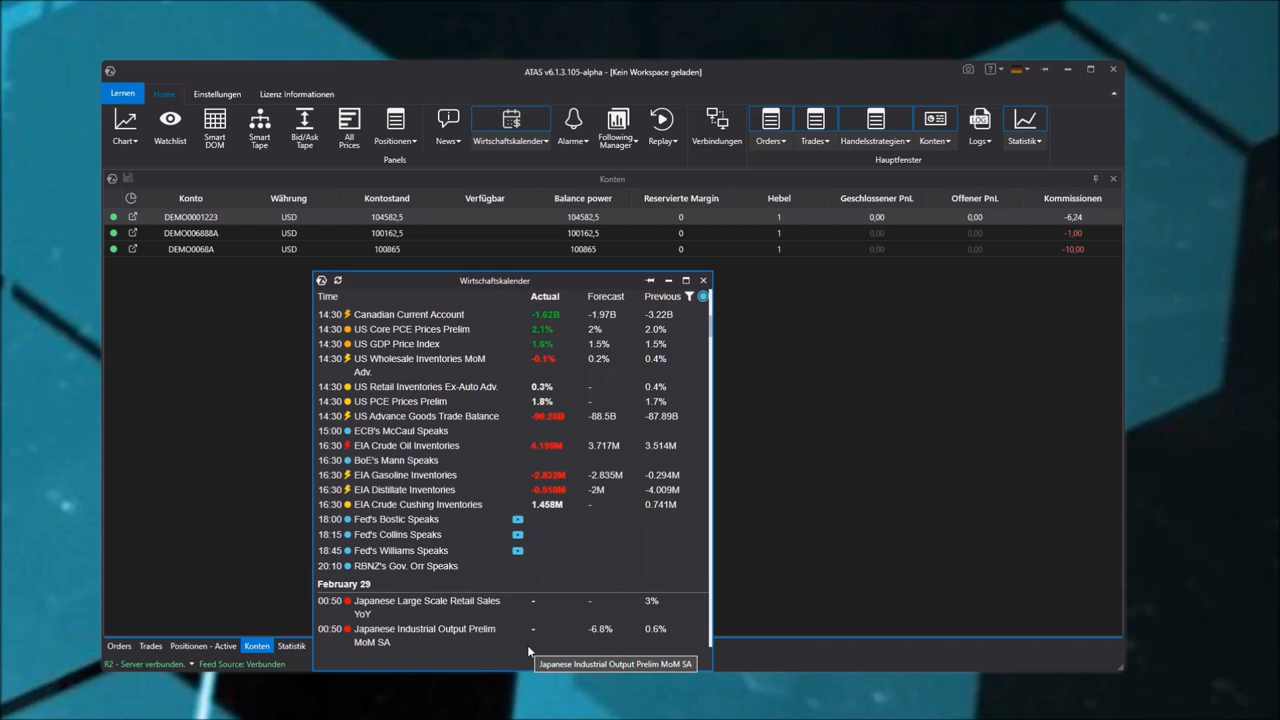 ATAS v6.1.3.105-alpha - [Kein Workspace geladen]
Lernen Home Einstellungen Lizenz Informationen
Chart Watchlist Smart DOM Smart Tape Bid/Ask Tape All Prices Positionen News Wirtschaftskalender Alarme Following Manager Replay Verbindungen Orders Trades Handelsstrategien Konten LOG Logs Statistik
Panels Hauptfenster
Konten
Konto Währung Kontostand Verfügbar Balance power Reservierte Margin Hebel Geschlossener PnL Offener PnL Kommissionen
DEMO0001223 USD 104582,5 104582,5 0 1 0,00 0,00 -6,24
DEMO006888A USD 100162,5 100162,5 0 1 0,00 0,00 -1,00
DEMO0068A USD 100865 100865 0 1 0,00 0,00 -10,00
Wirtschaftskalender
Time Actual Forecast Previous
14:30 Canadian Current Account -1.62B -1.97B -3.22B
14:30 US Core PCE Prices Prelim 2.1% 2% 2.0%
14:30 US GDP Price Index 1.6% 1.5% 1.5%
14:30 US Wholesale Inventories MoM -0.1% 0.2% 0.4%
Adv.
14:30 US Retail Inventories Ex-Auto Adv. 0.3% - 0.4%
14:30 US PCE Prices Prelim 1.8% - 1.7%
14:30 US Advance Goods Trade Balance -90.20B -88.5B -87.89B
15:00 ECB's McCaul Speaks
16:30 EIA Crude Oil Inventories 4.199M 3.717M 3.514M
16:30 BoE's Mann Speaks
16:30 EIA Gasoline Inventories -2.832M -2.835M -0.294M
16:30 EIA Distillate Inventories -0.510M -2M -4.009M
16:30 EIA Crude Cushing Inventories 1.458M - 0.741M
18:00 Fed's Bostic Speaks
18:15 Fed's Collins Speaks
18:45 Fed's Williams Speaks
20:10 RBNZ's Gov. Orr Speaks
February 29
00:50 Japanese Large Scale Retail Sales - - 3%
YoY
00:50 Japanese Industrial Output Prelim - -6.8% 0.6%
MoM SA
Japanese Industrial Output Prelim MoM SA
Orders Trades Positionen - Active Konten Statistik
R2 - Server verbunden. Feed Source: Verbunden